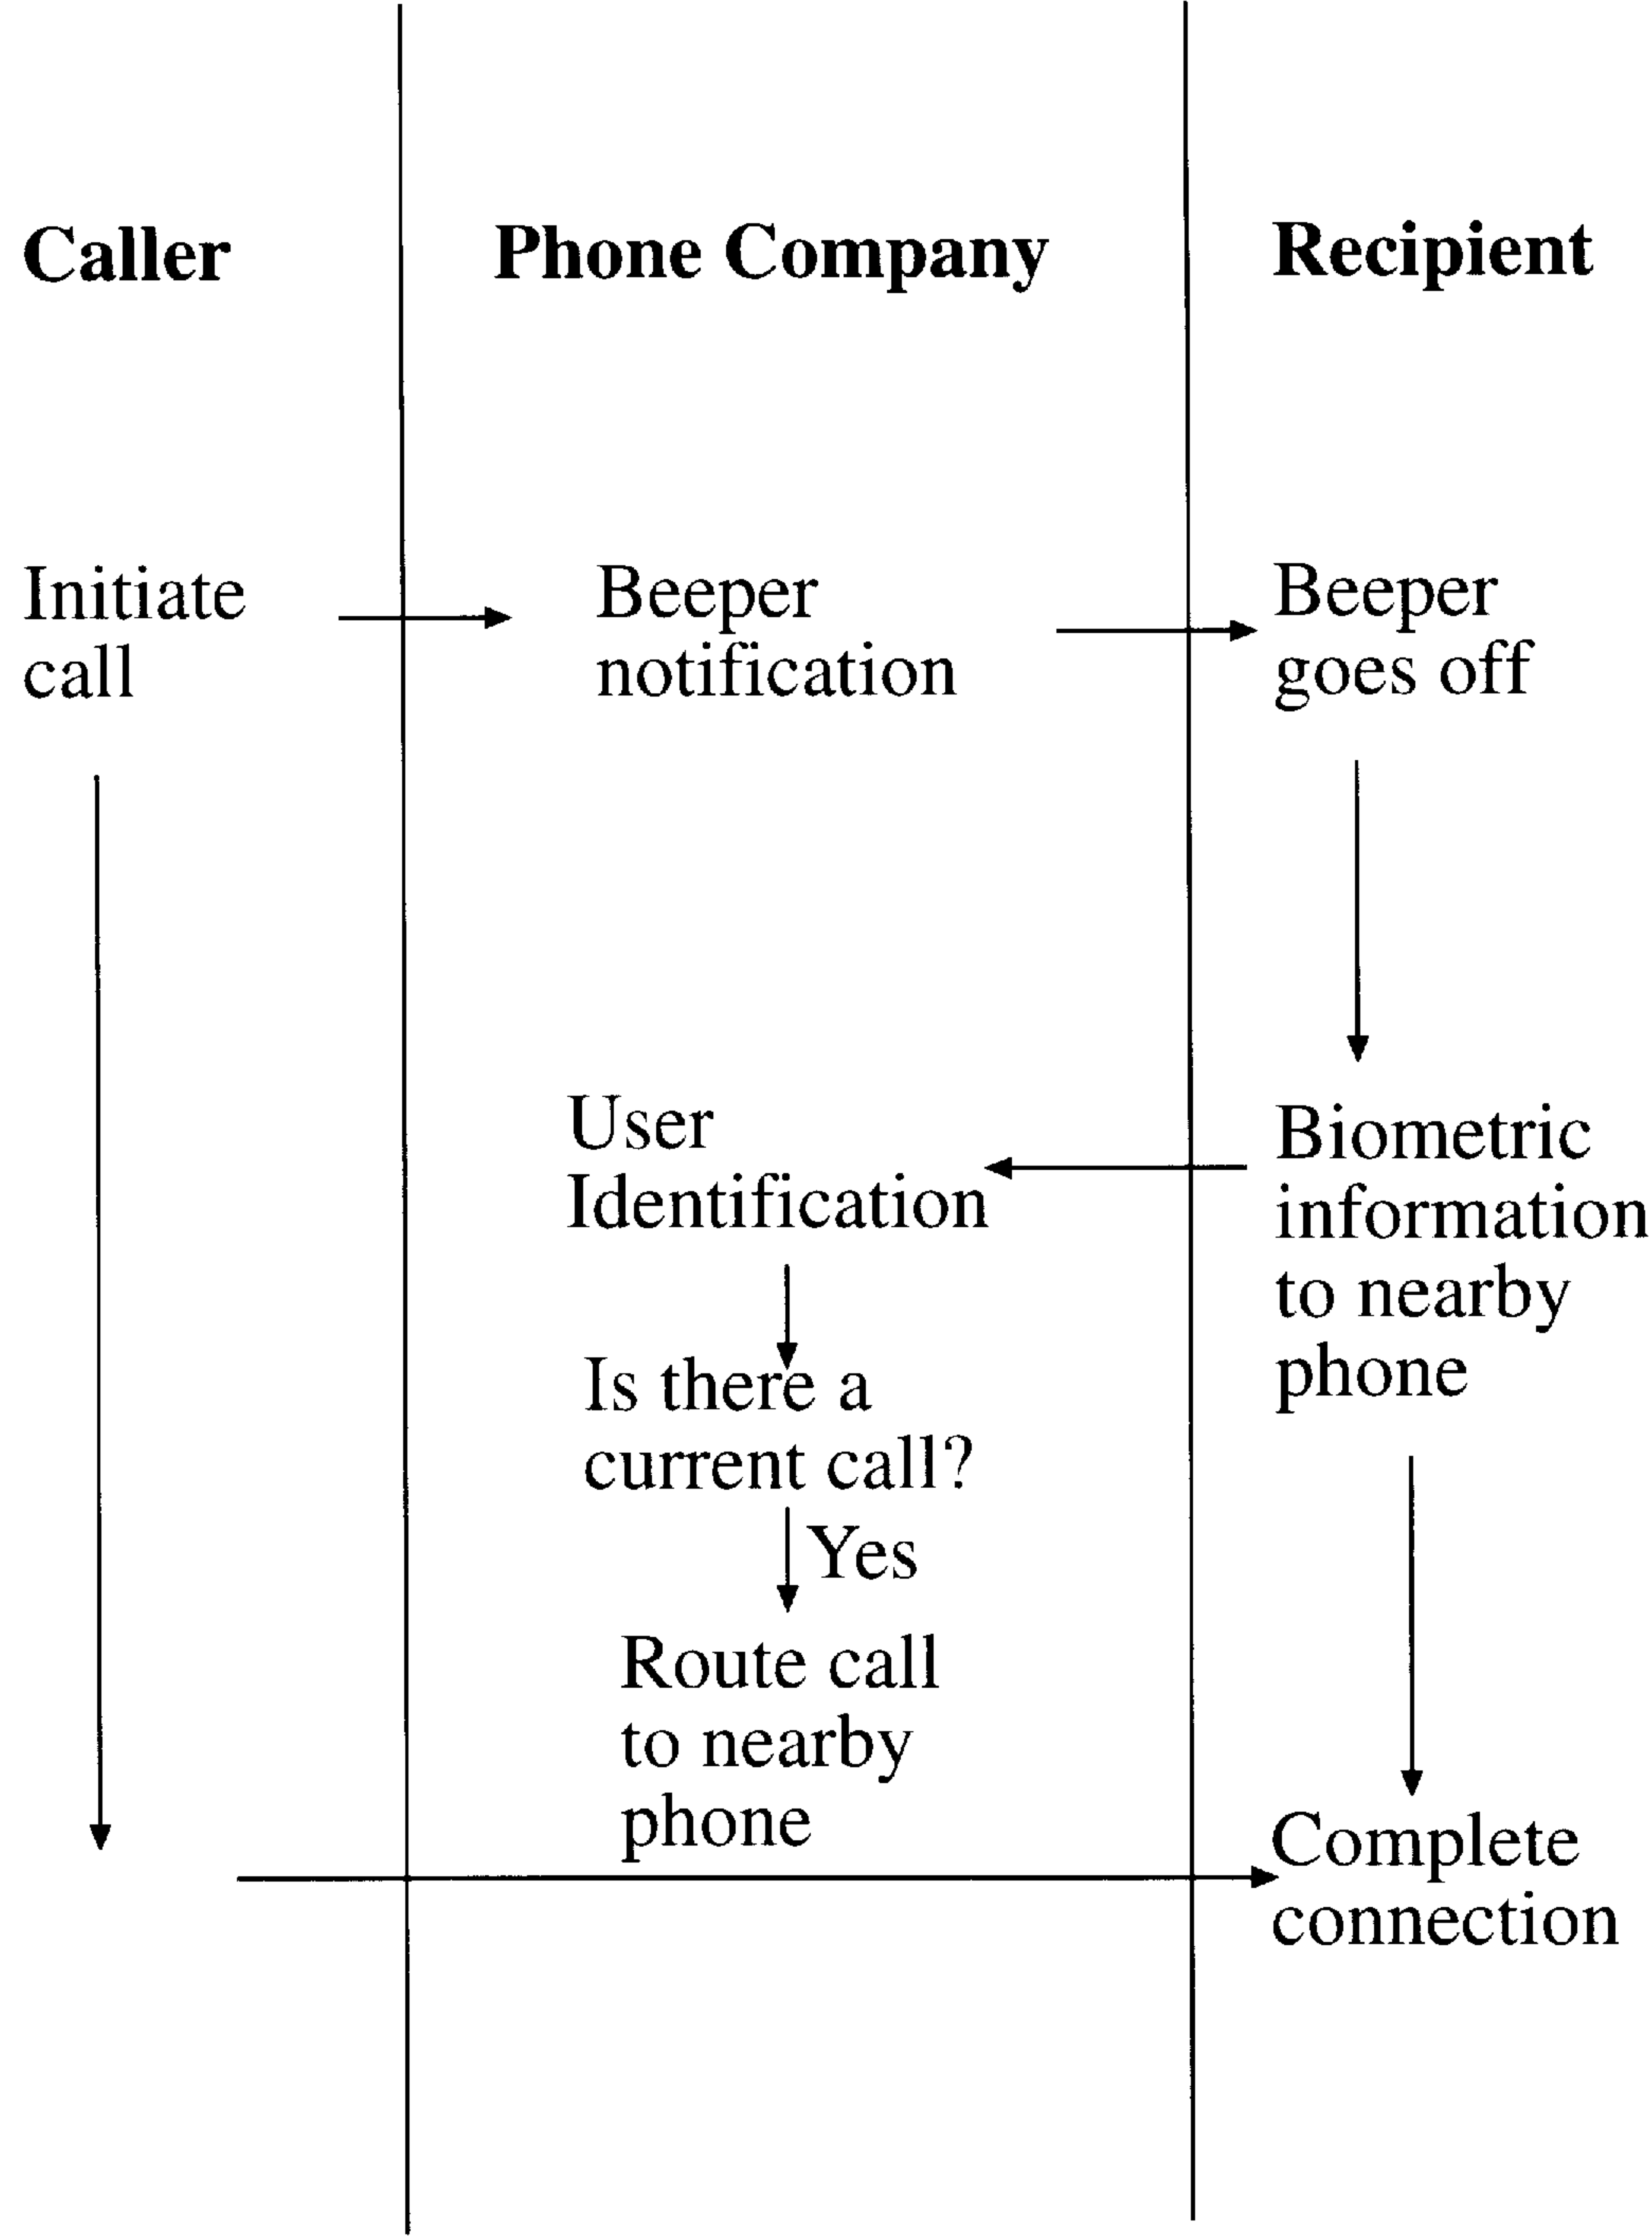 Caller
Phone Company
Recipient
Initiate
call
Beeper
notification
Beeper
goes off
User
Identification
Biometric
information
to nearby
phone
Is there a
current call?
Yes
Route call
to nearby
phone
Complete
connection